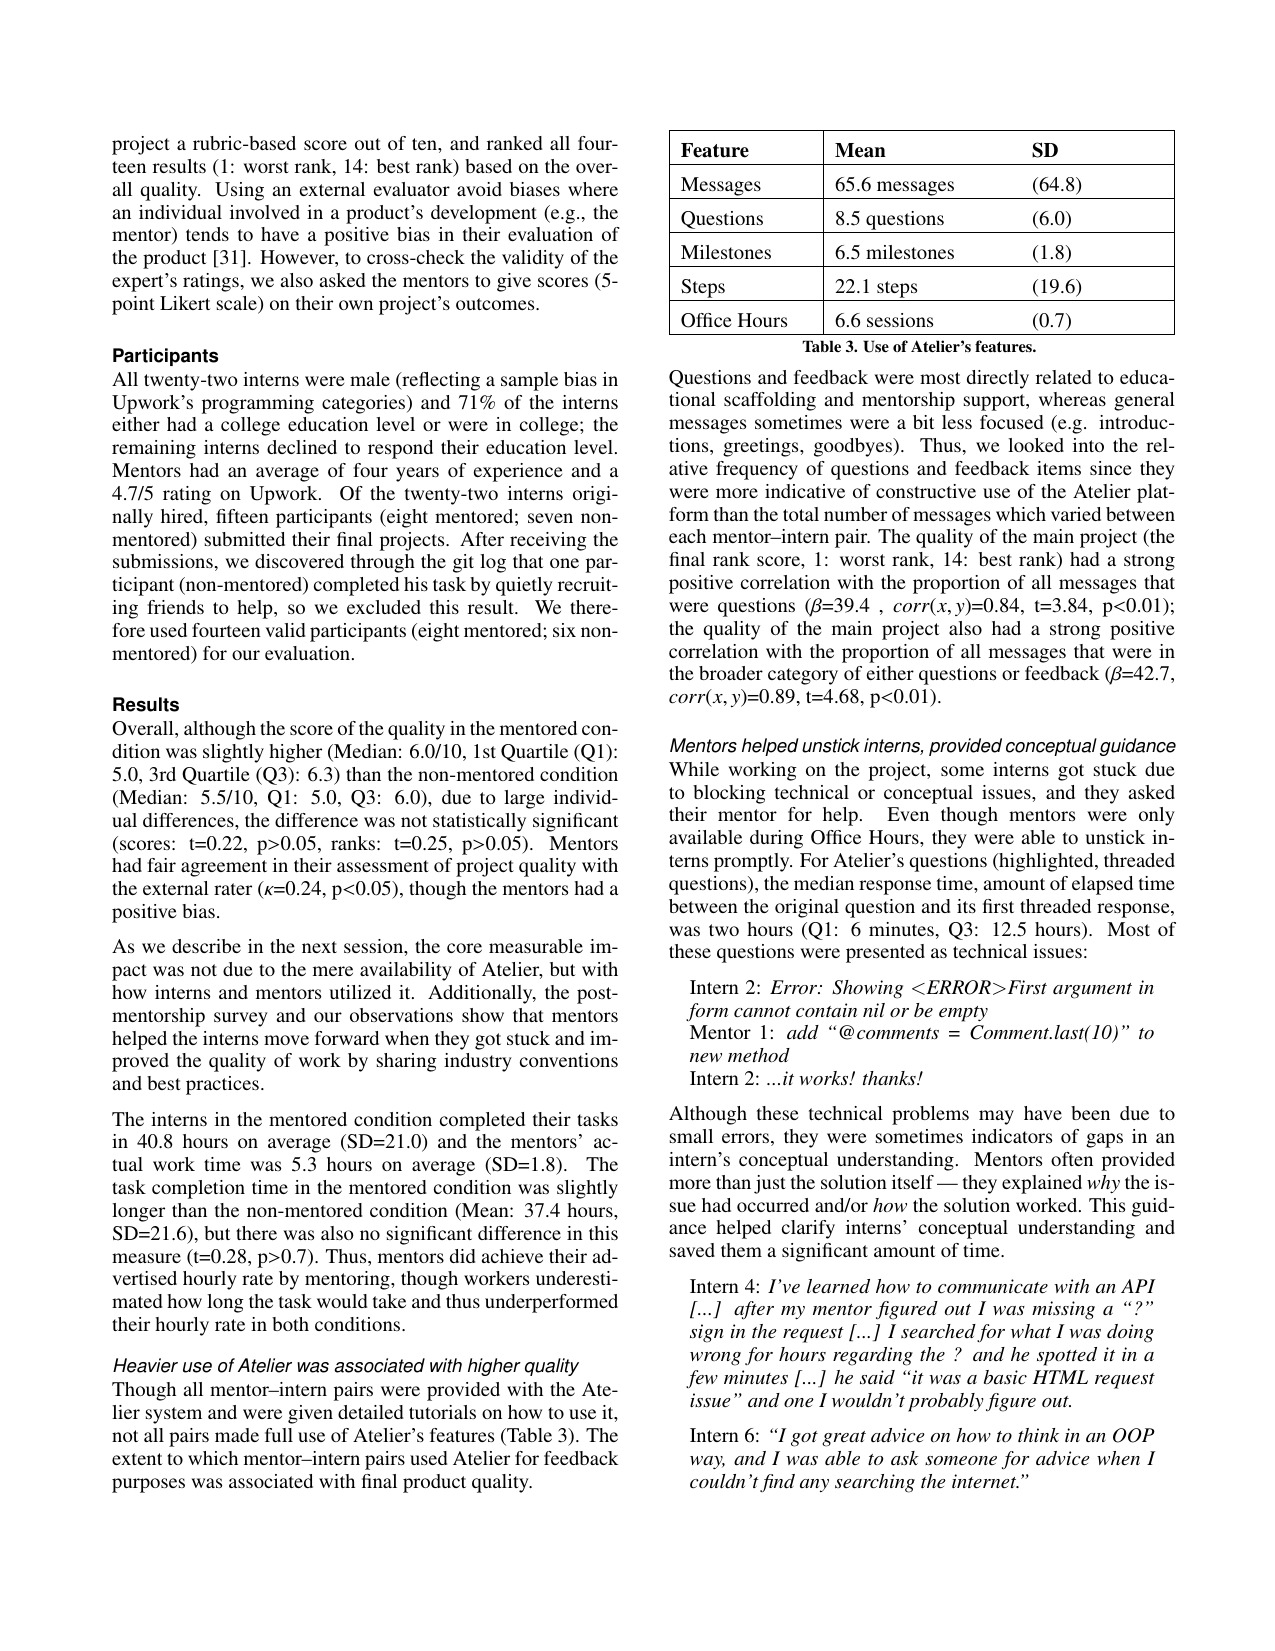 project a rubric-based score out of ten, and ranked all four-
teen results (1: worst rank, 14: best rank) based on the over-
all quality. Using an external evaluator avoid biases where
an individual involved in a product's development (e.g., the
mentor) tends to have a positive bias in their evaluation of
the product [31]. However, to cross-check the validity of the
expert's ratings, we also asked the mentors to give scores (5-
point Likert scale) on their own project's outcomes.
Participants
All twenty-two interns were male (reflecting a sample bias in
Upwork's programming categories) and 71% of the interns
either had a college education level or were in college; the
remaining interns declined to respond their education level.
Mentors had an average of four years of experience and a
4.7/5 rating on Upwork. Of the twenty-two interns origi-
nally hired, fifteen participants (eight mentored; seven non-
mentored) submitted their final projects. After receiving the
submissions, we discovered through the git log that one par-
ticipant (non-mentored) completed his task by quietly recruit-
ing friends to help, so we excluded this result. We there-
fore used fourteen valid participants (eight mentored; six non-
mentored) for our evaluation.
Results
Overall, although the score of the quality in the mentored con-
dition was slightly higher (Median: 6.0/10, 1st Quartile (Q1):
5.0, 3rd Quartile (Q3): 6.3) than the non-mentored condition
(Median: 5.5/10, Q1: 5.0, Q3: 6.0), due to large individ-
ual differences, the difference was not statistically significant
(scores: t=0.22, p>0.05, ranks: t=0.25, p>0.05). Mentors
had fair agreement in their assessment of project quality with
the external rater (κ=0.24, p<0.05), though the mentors had a
positive bias.
As we describe in the next session, the core measurable im-
pact was not due to the mere availability of Atelier, but with
how interns and mentors utilized it. Additionally, the post-
mentorship survey and our observations show that mentors
helped the interns move forward when they got stuck and im-
proved the quality of work by sharing industry conventions
and best practices.
The interns in the mentored condition completed their tasks
in 40.8 hours on average (SD=21.0) and the mentors' ac-
tual work time was 5.3 hours on average (SD=1.8). The
task completion time in the mentored condition was slightly
longer than the non-mentored condition (Mean: 37.4 hours,
SD=21.6), but there was also no significant difference in this
measure (t=0.28, p>0.7). Thus, mentors did achieve their ad-
vertised hourly rate by mentoring, though workers underesti-
mated how long the task would take and thus underperformed
their hourly rate in both conditions.
Heavier use of Atelier was associated with higher quality
Though all mentor–intern pairs were provided with the Ate-
lier system and were given detailed tutorials on how to use it,
not all pairs made full use of Atelier's features (Table 3). The
extent to which mentor–intern pairs used Atelier for feedback
purposes was associated with final product quality.
Feature Mean SD
Messages 65.6 messages (64.8)
Questions 8.5 questions (6.0)
Milestones 6.5 milestones (1.8)
Steps 22.1 steps (19.6)
Office Hours 6.6 sessions (0.7)
Table 3. Use of Atelier's features.
Questions and feedback were most directly related to educa-
tional scaffolding and mentorship support, whereas general
messages sometimes were a bit less focused (e.g. introduc-
tions, greetings, goodbyes). Thus, we looked into the rel-
ative frequency of questions and feedback items since they
were more indicative of constructive use of the Atelier plat-
form than the total number of messages which varied between
each mentor–intern pair. The quality of the main project (the
final rank score, 1: worst rank, 14: best rank) had a strong
positive correlation with the proportion of all messages that
were questions (β=39.4 , corr(x,y)=0.84, t=3.84, p<0.01);
the quality of the main project also had a strong positive
correlation with the proportion of all messages that were in
the broader category of either questions or feedback (β=42.7,
corr(x,y)=0.89, t=4.68, p<0.01).
Mentors helped unstick interns, provided conceptual guidance
While working on the project, some interns got stuck due
to blocking technical or conceptual issues, and they asked
their mentor for help. Even though mentors were only
available during Office Hours, they were able to unstick in-
terns promptly. For Atelier's questions (highlighted, threaded
questions), the median response time, amount of elapsed time
between the original question and its first threaded response,
was two hours (Q1: 6 minutes, Q3: 12.5 hours). Most of
these questions were presented as technical issues:
Intern 2: Error: Showing <ERROR>First argument in
form cannot contain nil or be empty
Mentor 1: add “@comments = Comment.last(10)” to
new method
Intern 2: ...it works! thanks!
Although these technical problems may have been due to
small errors, they were sometimes indicators of gaps in an
intern's conceptual understanding. Mentors often provided
more than just the solution itself — they explained why the is-
sue had occurred and/or how the solution worked. This guid-
ance helped clarify interns' conceptual understanding and
saved them a significant amount of time.
Intern 4: I've learned how to communicate with an API
[...] after my mentor figured out I was missing a “?”
sign in the request [...] I searched for what I was doing
wrong for hours regarding the ? and he spotted it in a
few minutes [...] he said “it was a basic HTML request
issue” and one I wouldn't probably figure out.
Intern 6: “I got great advice on how to think in an OOP
way, and I was able to ask someone for advice when I
couldn't find any searching the internet.”